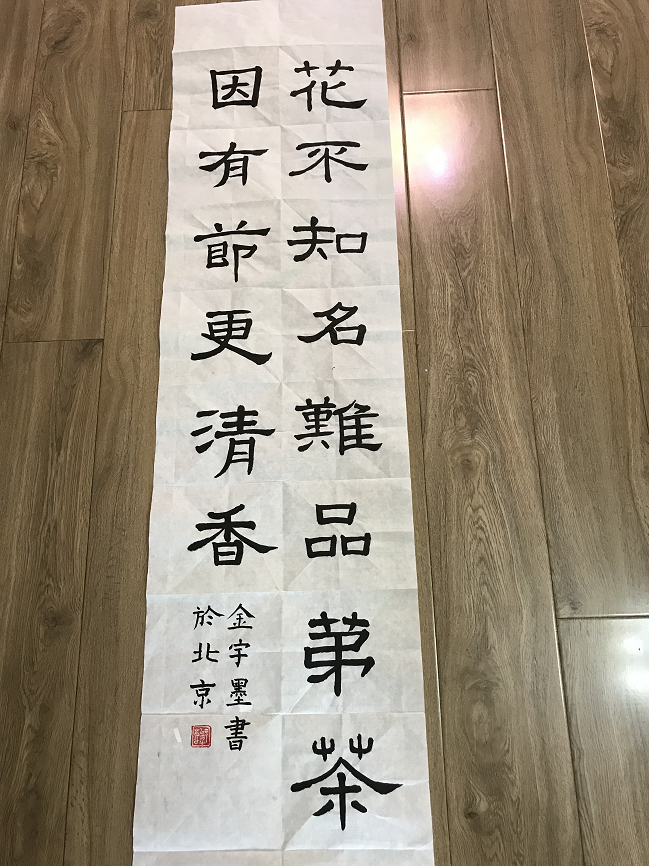 花不知名難品第茶
因有節更清香
金宇墨書
於北京